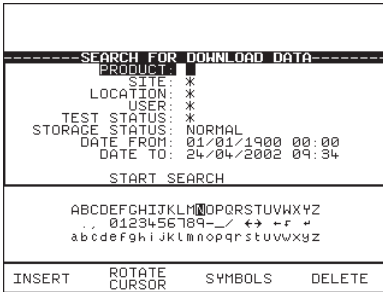 --------SEARCH FOR DOWNLOAD DATA-------
PRODUCT:
SITE: *
LOCATION: *
USER: *
TEST STATUS: *
STORAGE STATUS: NORMAL
DATE FROM: 01/01/1900 00:00
DATE TO: 24/04/2002 09:34
START SEARCH
ABCDEFGHIJKLMNOPQRSTUVWXYZ
., 0123456789-_/ ←→ ←r ↵
abcdefghijklmnopqrstuvwxyz
INSERT ROTATE CURSOR SYMBOLS DELETE